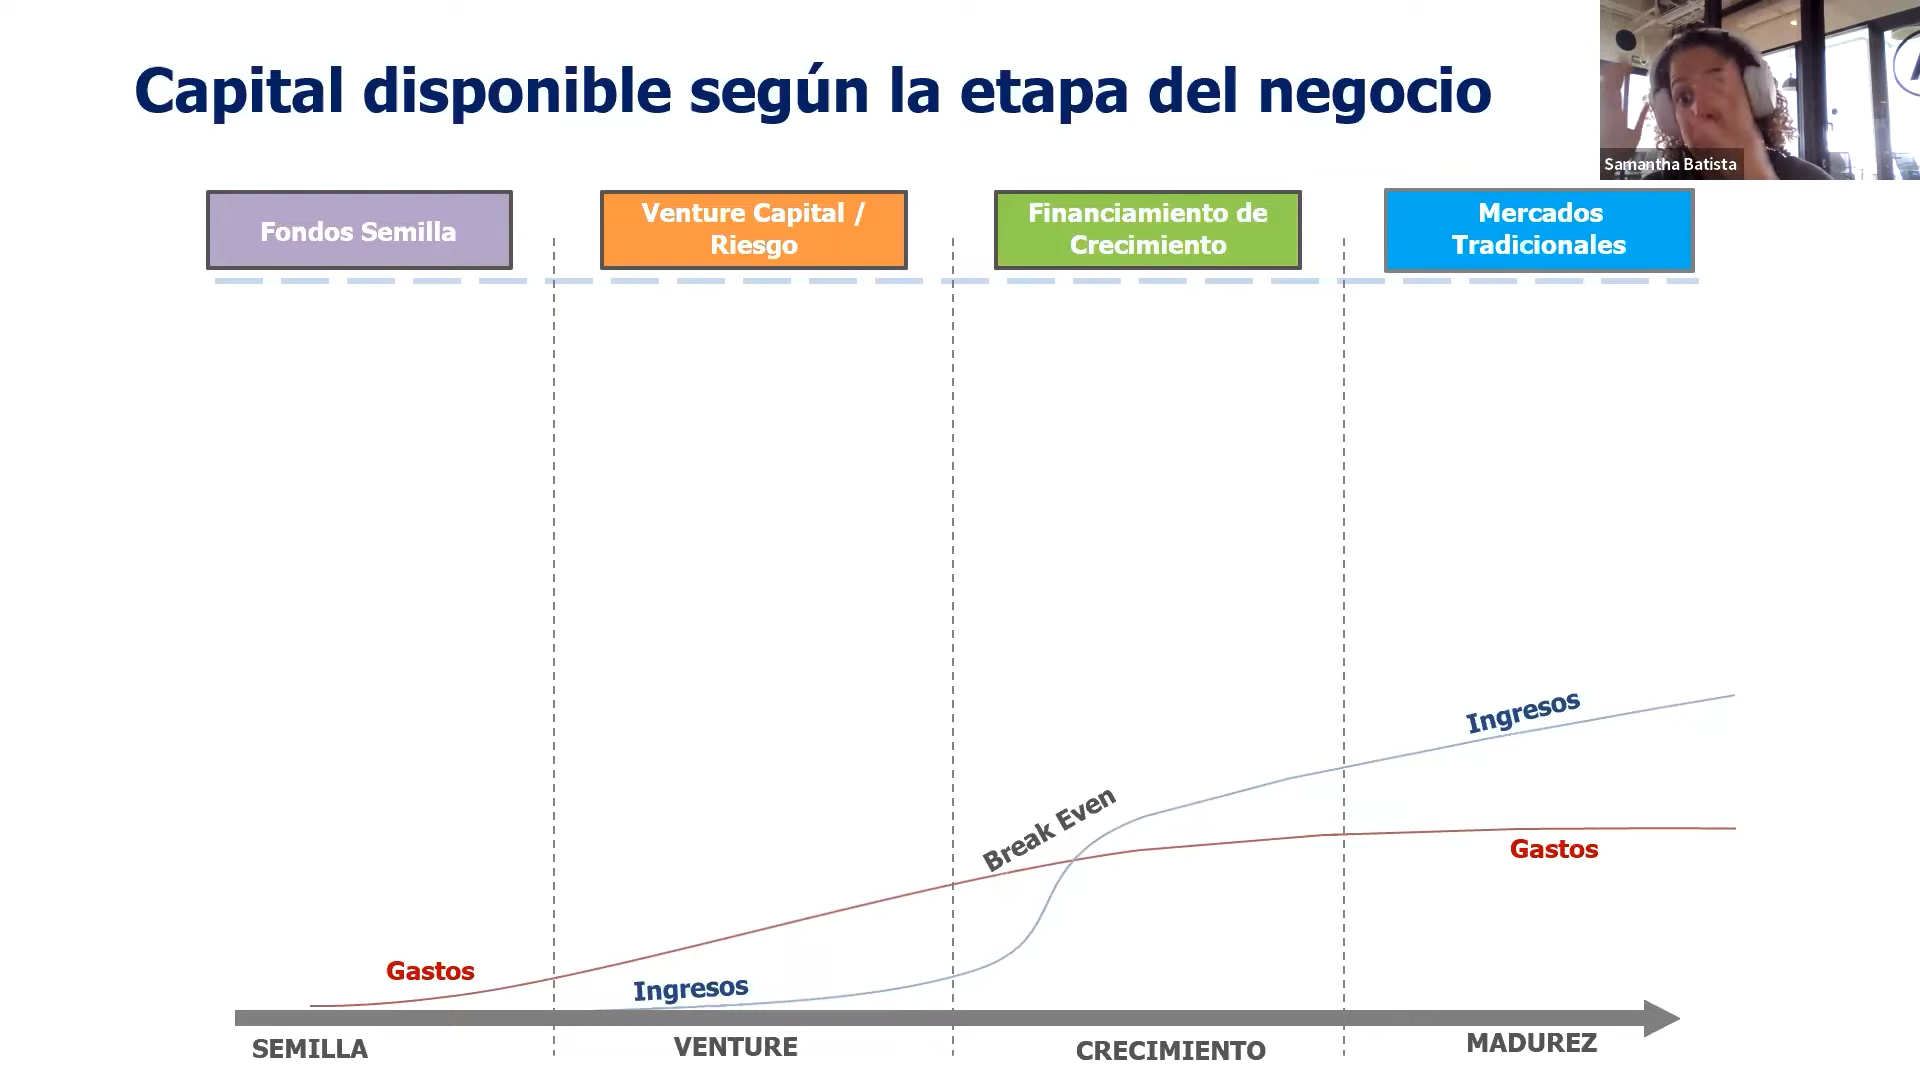 Capital disponible según la etapa del negocio
Samantha Batista
Fondos Semilla
Venture Capital /
Riesgo
Financiamiento de
Crecimiento
Mercados
Tradicionales
Ingresos
Break Even
Gastos
Gastos
Ingresos
SEMILLA
VENTURE
CRECIMIENTO
MADUREZ